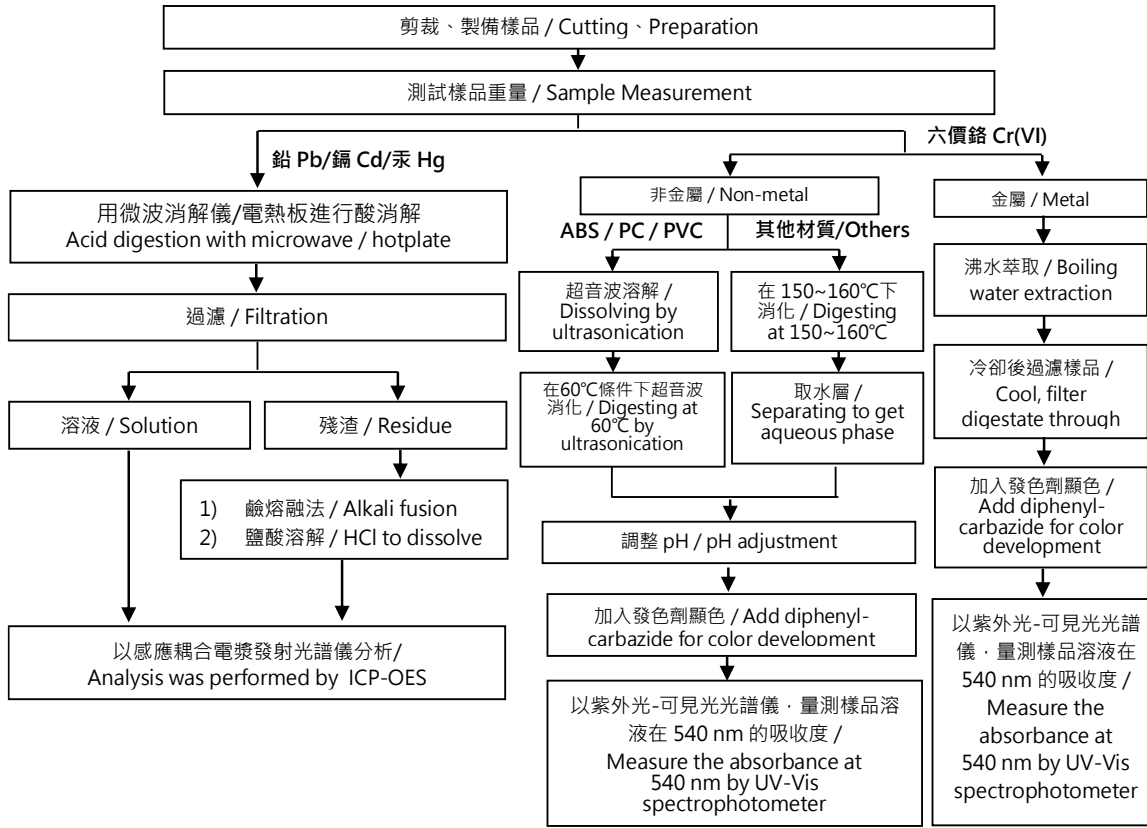 剪裁、製備樣品 / Cutting、Preparation
測試樣品重量 / Sample Measurement
鉛 Pb/鎘 Cd/汞 Hg
六價鉻 Cr(VI)
用微波消解儀/電熱板進行酸消解
Acid digestion with microwave / hotplate
過濾 / Filtration
溶液 / Solution
殘渣 / Residue
1) 鹼熔融法 / Alkali fusion
2) 鹽酸溶解 / HCl to dissolve
以感應耦合電漿發射光譜儀分析/
Analysis was performed by ICP-OES
非金屬 / Non-metal
ABS / PC / PVC
其他材質/Others
超音波溶解 /
Dissolving by
ultrasonication
在 150~160℃下
消化 / Digesting
at 150~160℃
在60℃條件下超音波
消化 / Digesting at
60℃ by
ultrasonication
取水層 /
Separating to get
aqueous phase
調整 pH / pH adjustment
加入發色劑顯色 / Add diphenyl-
carbazide for color development
以紫外光-可見光光譜儀，量測樣品溶
液在 540 nm 的吸收度 /
Measure the absorbance at
540 nm by UV-Vis
spectrophotometer
金屬 / Metal
沸水萃取 / Boiling
water extraction
冷卻後過濾樣品 /
Cool, filter
digestate through
加入發色劑顯色 /
Add diphenyl-
carbazide for color
development
以紫外光-可見光光譜
儀，量測樣品溶液在
540 nm 的吸收度 /
Measure the
absorbance at
540 nm by UV-Vis
spectrophotometer